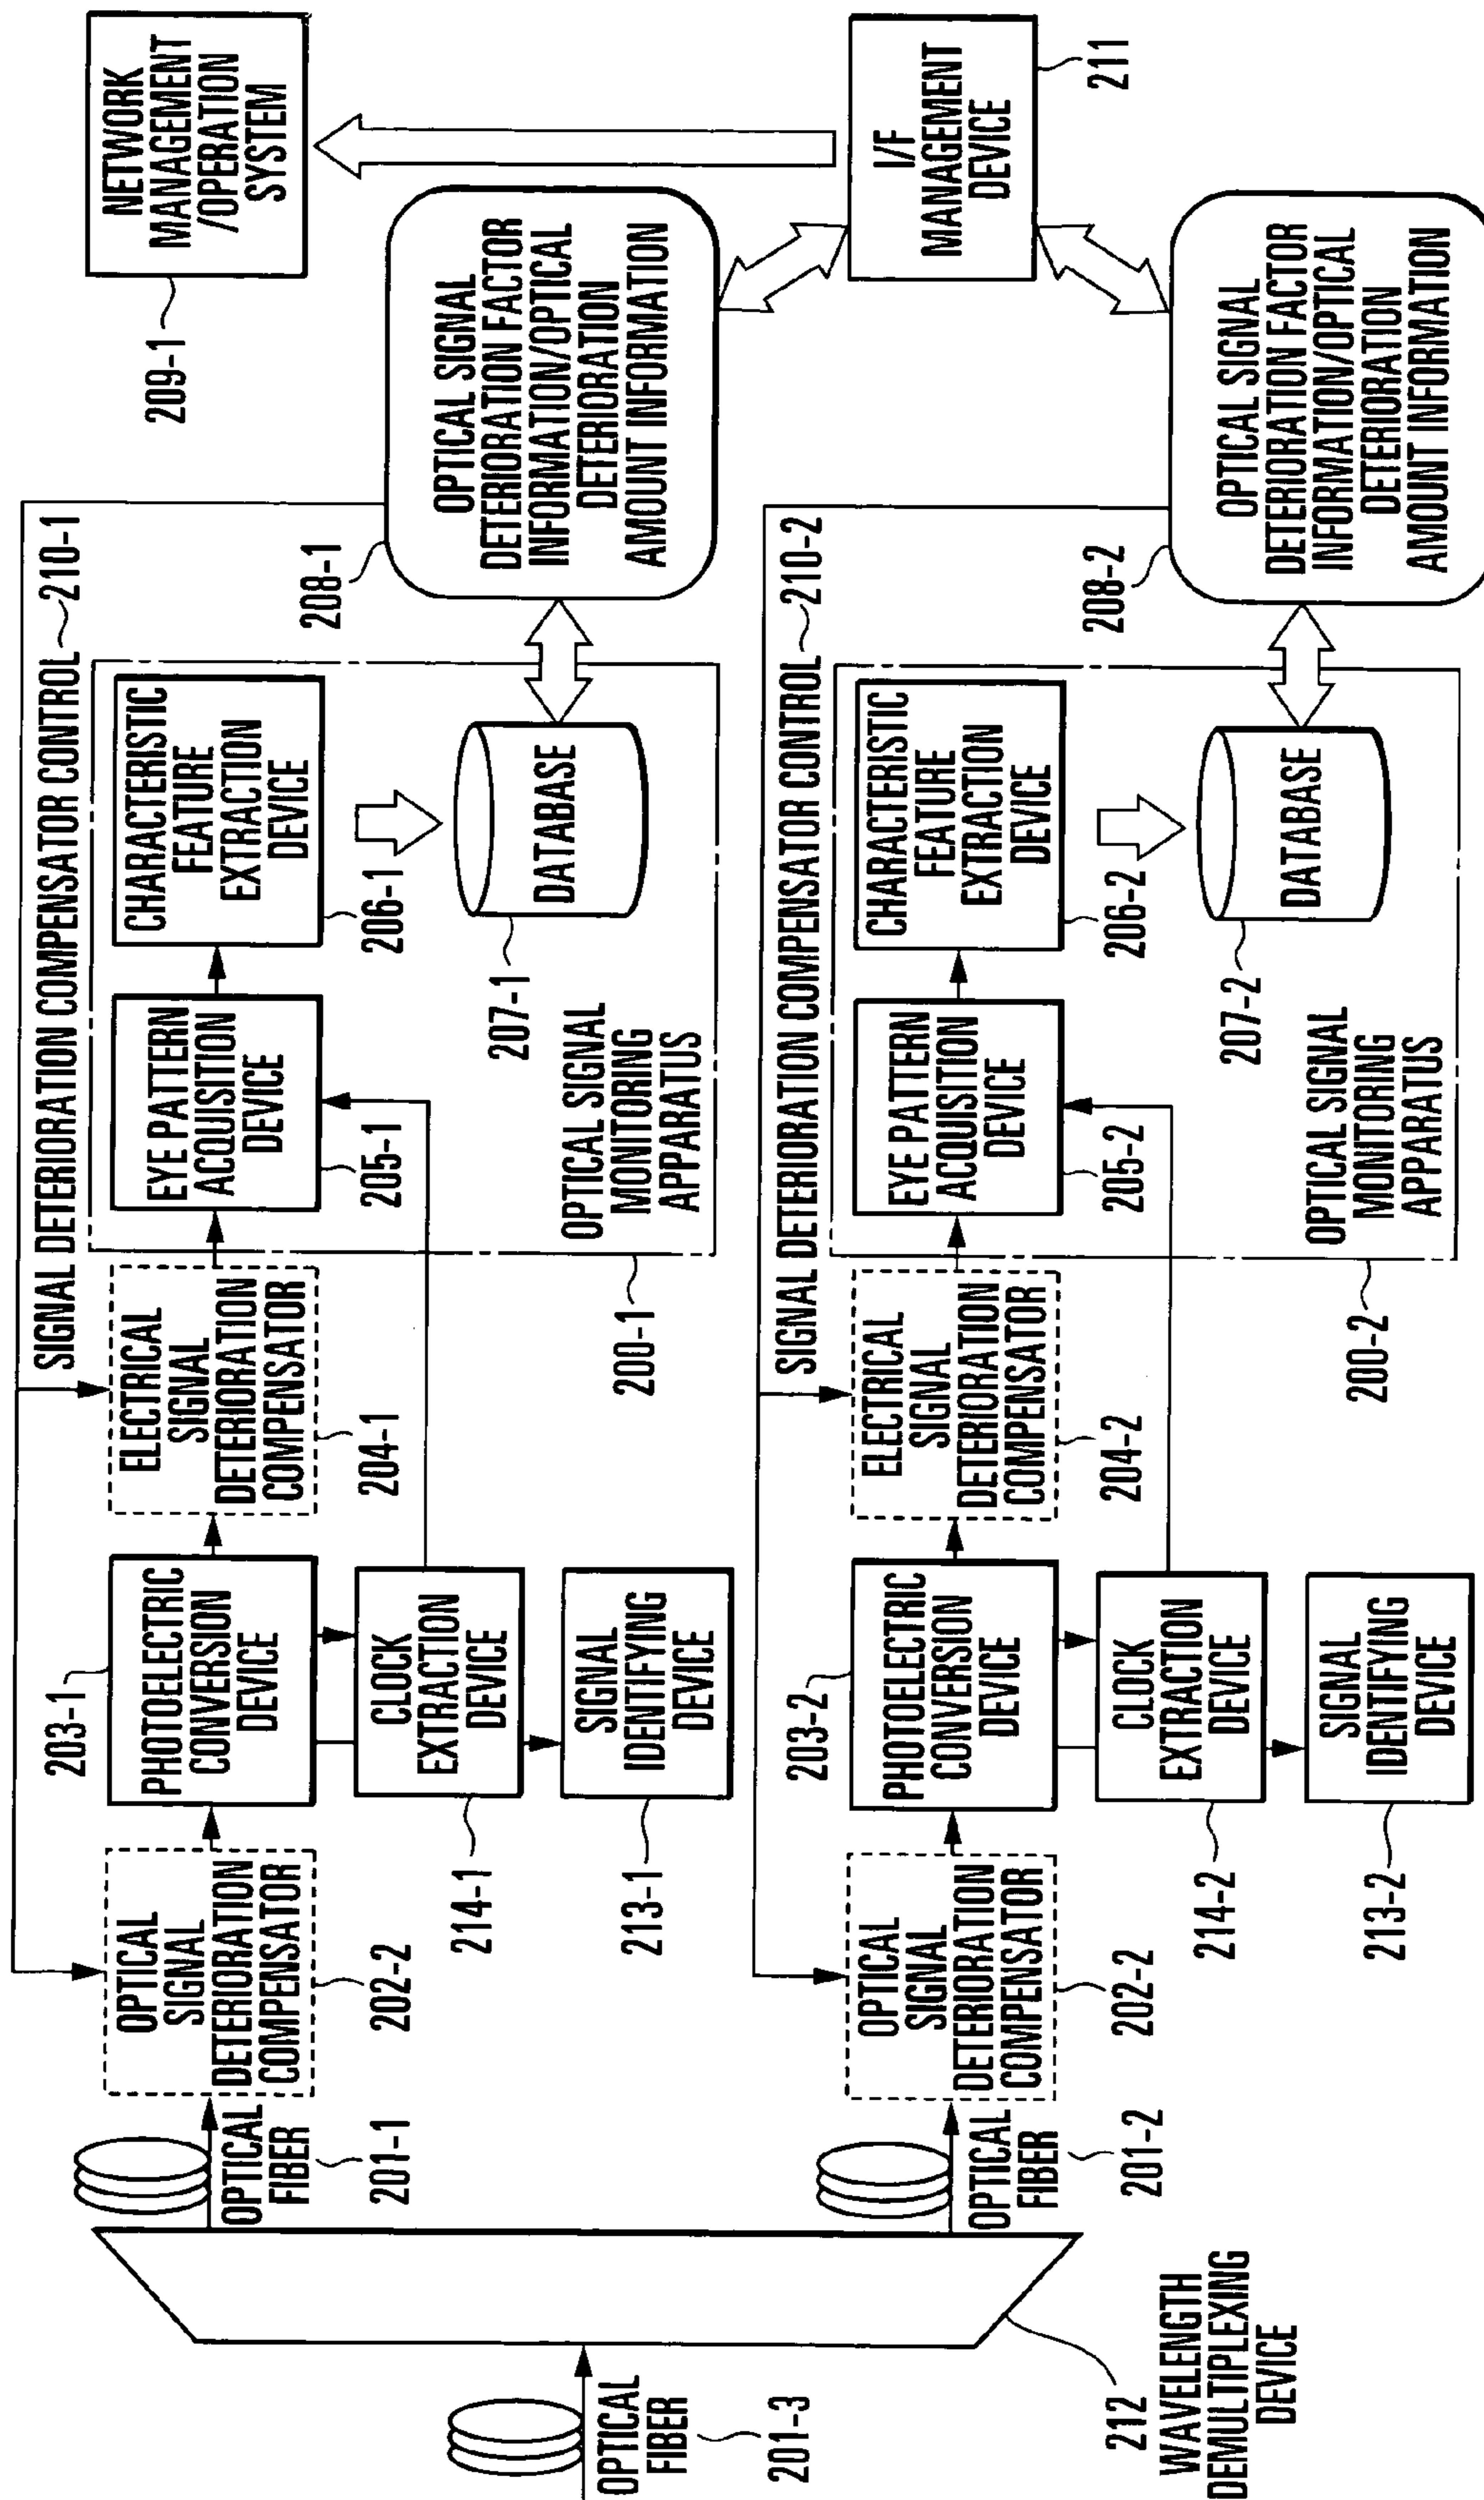 OPTICAL
FIBER
201-3
212
WAVELENGTH
DEMULTIPLEXING
DEVICE
OPTICAL
FIBER
201-1
OPTICAL
SIGNAL
DETERIORATION
COMPENSATOR
202-2
203-1
PHOTOELECTRIC
CONVERSION
DEVICE
CLOCK
EXTRACTION
DEVICE
214-1
SIGNAL
IDENTIFYING
DEVICE
213-1
ELECTRICAL
SIGNAL
DETERIORATION
COMPENSATOR
204-1
SIGNAL DETERIORATION COMPENSATOR CONTROL 210-1
EYE PATTERN
ACQUISITION
DEVICE
205-1
CHARACTERISTIC
FEATURE
EXTRACTION
DEVICE
206-1
DATABASE
207-1
OPTICAL SIGNAL
MONITORING
APPARATUS
200-1
208-1
OPTICAL SIGNAL
DETERIORATION FACTOR
INFORMATION/OPTICAL
DETERIORATION
AMOUNT INFORMATION
NETWORK
MANAGEMENT
/OPERATION
SYSTEM
209-1
I/F
MANAGEMENT
DEVICE
211
OPTICAL
FIBER
201-2
OPTICAL
SIGNAL
DETERIORATION
COMPENSATOR
202-2
203-2
PHOTOELECTRIC
CONVERSION
DEVICE
CLOCK
EXTRACTION
DEVICE
214-2
SIGNAL
IDENTIFYING
DEVICE
213-2
ELECTRICAL
SIGNAL
DETERIORATION
COMPENSATOR
204-2
SIGNAL DETERIORATION COMPENSATOR CONTROL 210-2
EYE PATTERN
ACQUISITION
DEVICE
205-2
CHARACTERISTIC
FEATURE
EXTRACTION
DEVICE
206-2
DATABASE
207-2
OPTICAL SIGNAL
MONITORING
APPARATUS
200-2
208-2
OPTICAL SIGNAL
DETERIORATION FACTOR
INFORMATION/OPTICAL
DETERIORATION
AMOUNT INFORMATION